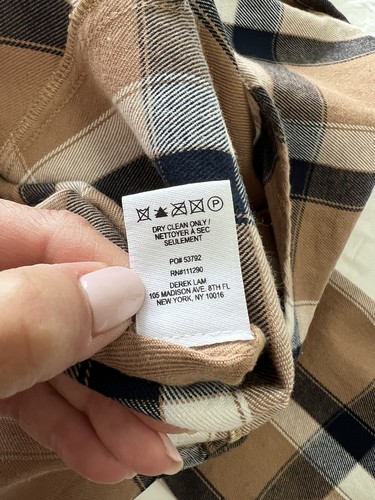 P
DRY CLEAN ONLY /
NETTOYER À SEC
SEULEMENT
PO# 53792
RN#111290
DEREK LAM
105 MADISON AVE. 8TH FL
NEW YORK, NY 10016